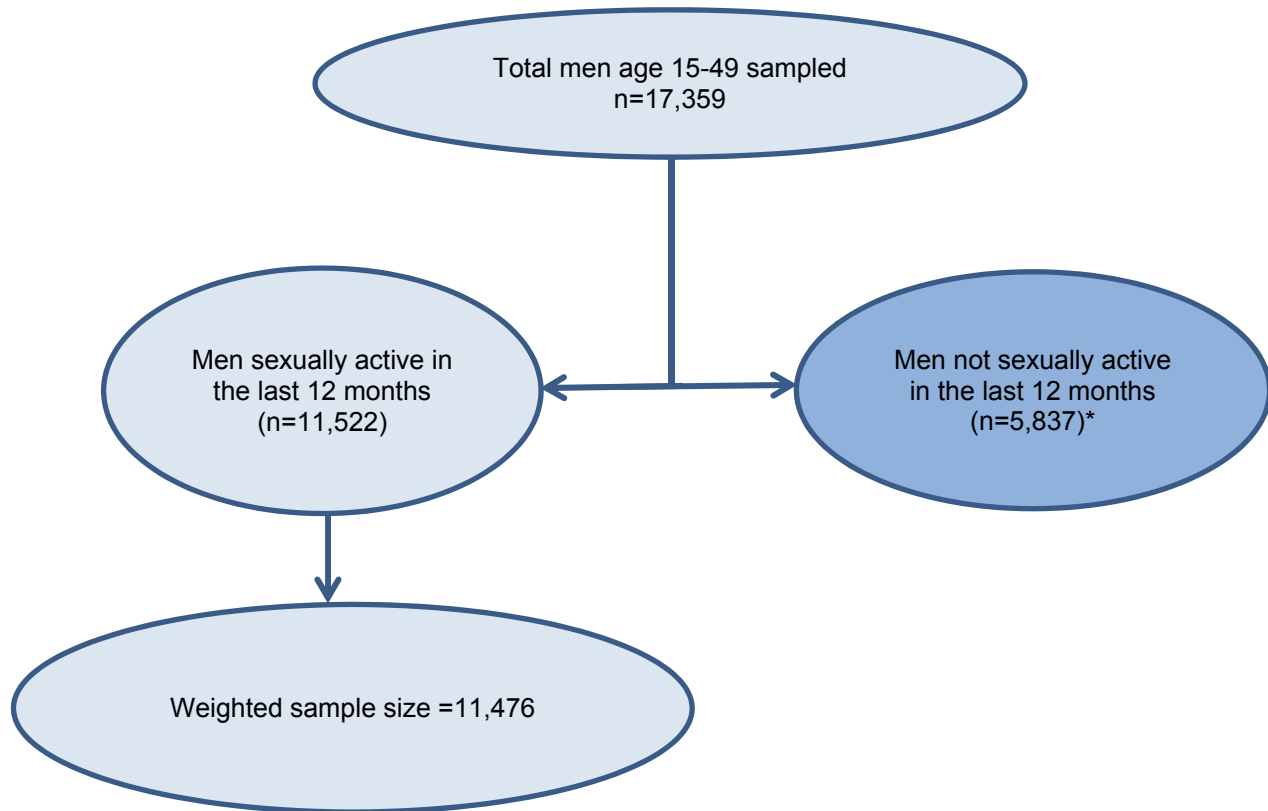 Total men age 15-49 sampled
n=17,359
Men sexually active in
the last 12 months
(n=11,522)
Men not sexually active
in the last 12 months
(n=5,837)*
Weighted sample size =11,476